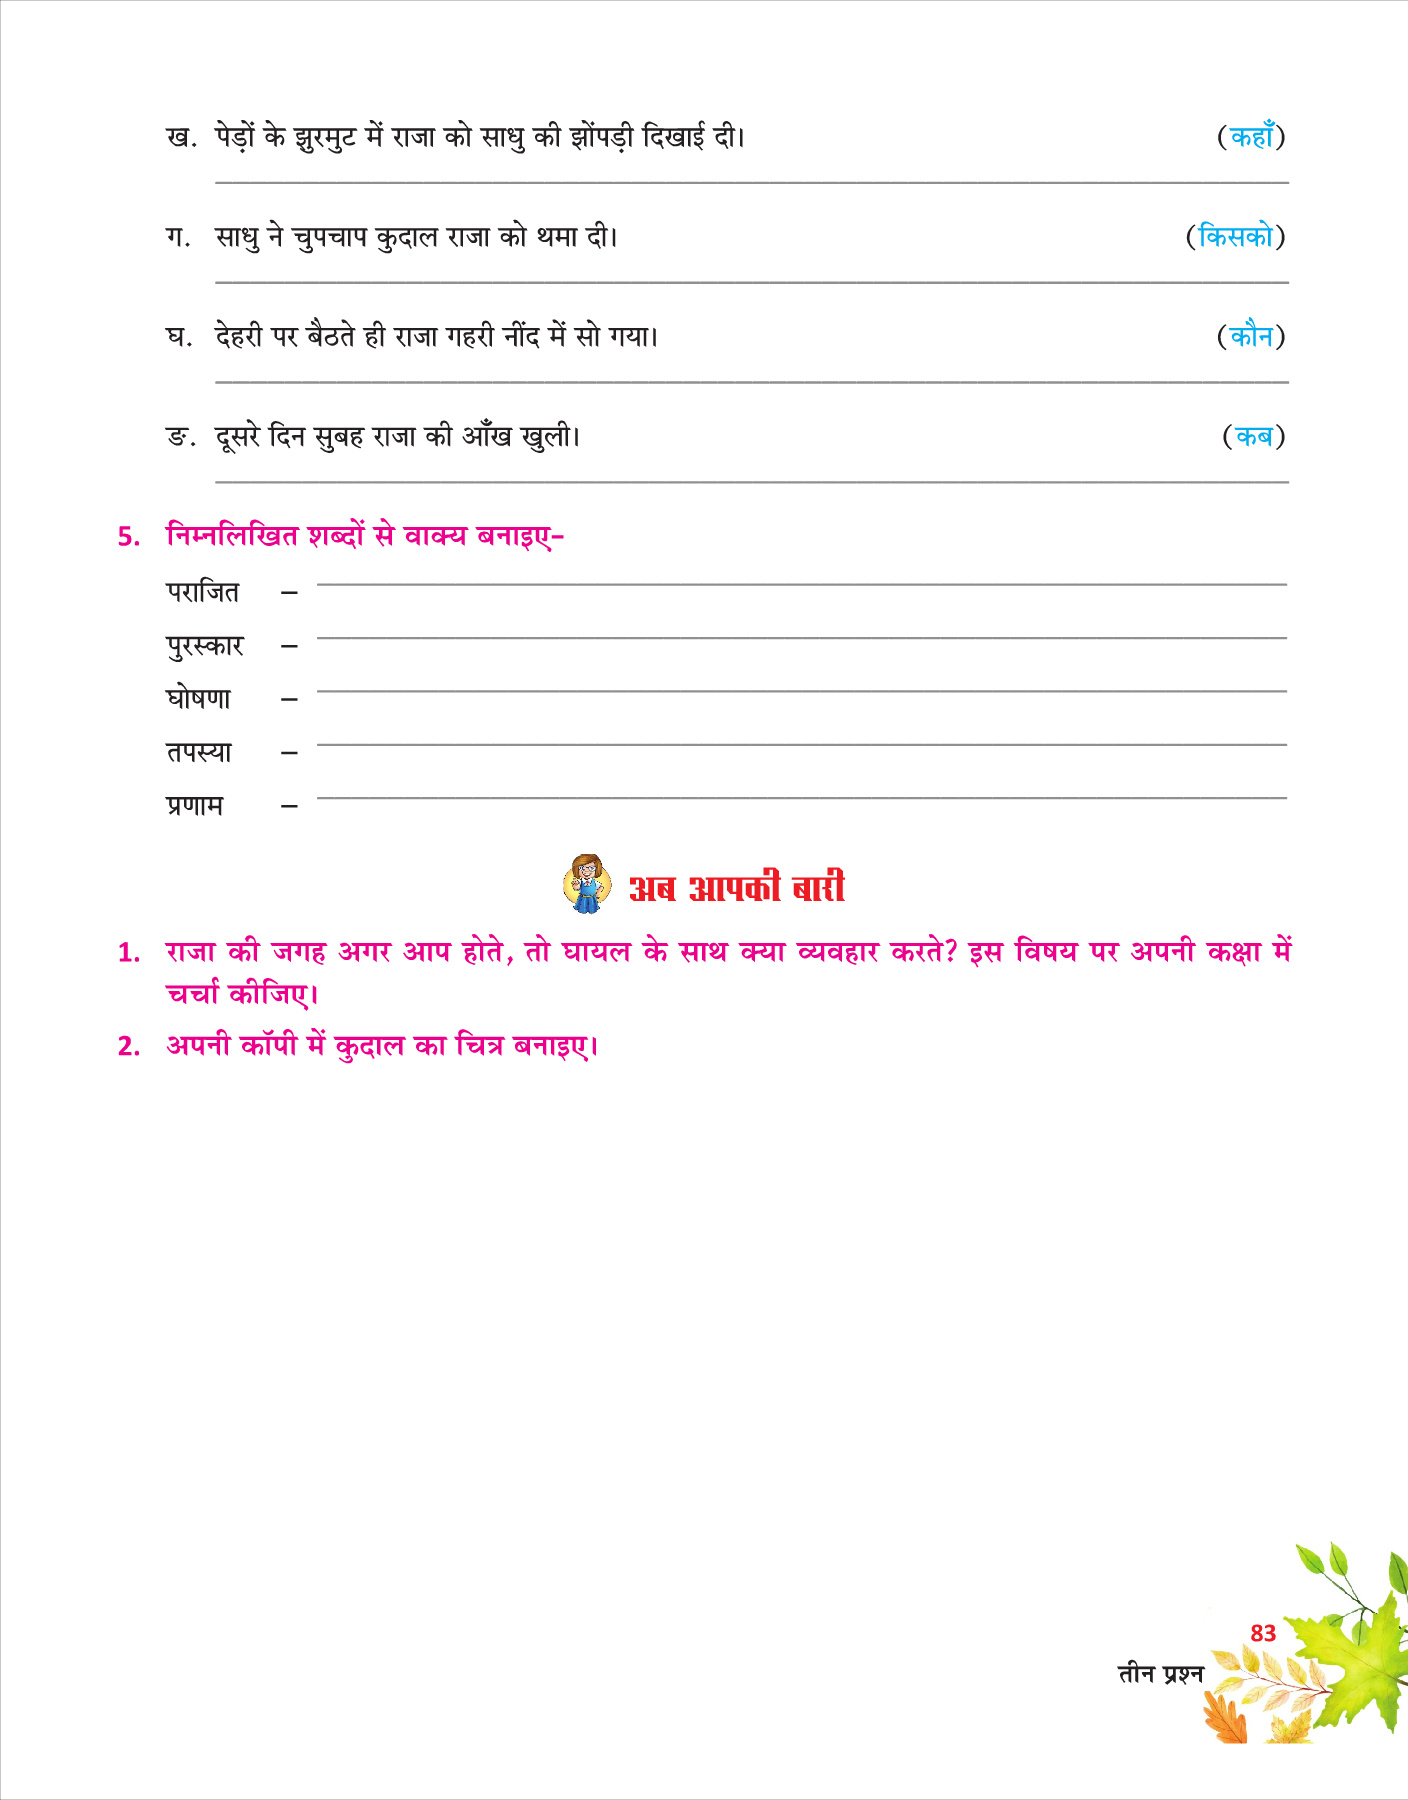 ख. पेड़ों के झुरमुट में राजा को साधु की झोंपड़ी दिखाई दी। (कहाँ)
ग. साधु ने चुपचाप कुदाल राजा को थमा दी। (किसको)
घ. देहरी पर बैठते ही राजा गहरी नींद में सो गया। (कौन)
ङ. दूसरे दिन सुबह राजा की आँख खुली। (कब)
5. निम्नलिखित शब्दों से वाक्य बनाइए–
पराजित –
पुरस्कार –
घोषणा –
तपस्या –
प्रणाम –
अब आपकी बारी
1. राजा की जगह अगर आप होते, तो घायल के साथ क्या व्यवहार करते? इस विषय पर अपनी कक्षा में
चर्चा कीजिए।
2. अपनी कॉपी में कुदाल का चित्र बनाइए।
83
तीन प्रश्न